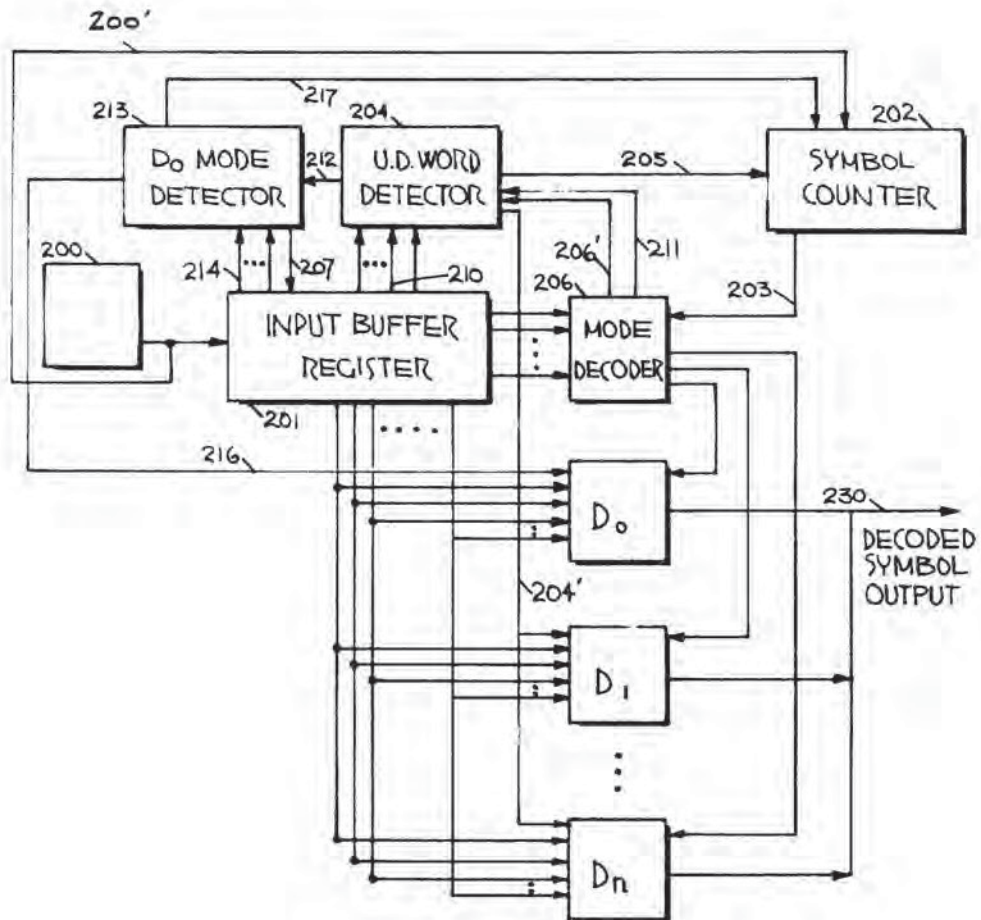 200'
217
213
204
202
D₀ MODE
DETECTOR
212
U.D. WORD
DETECTOR
205
SYMBOL
COUNTER
200
214
...
207
...
210
206'
211
206
203
INPUT BUFFER
REGISTER
MODE
DECODER
201
216
D₀
230
DECODED
SYMBOL
OUTPUT
204'
D₁
Dn